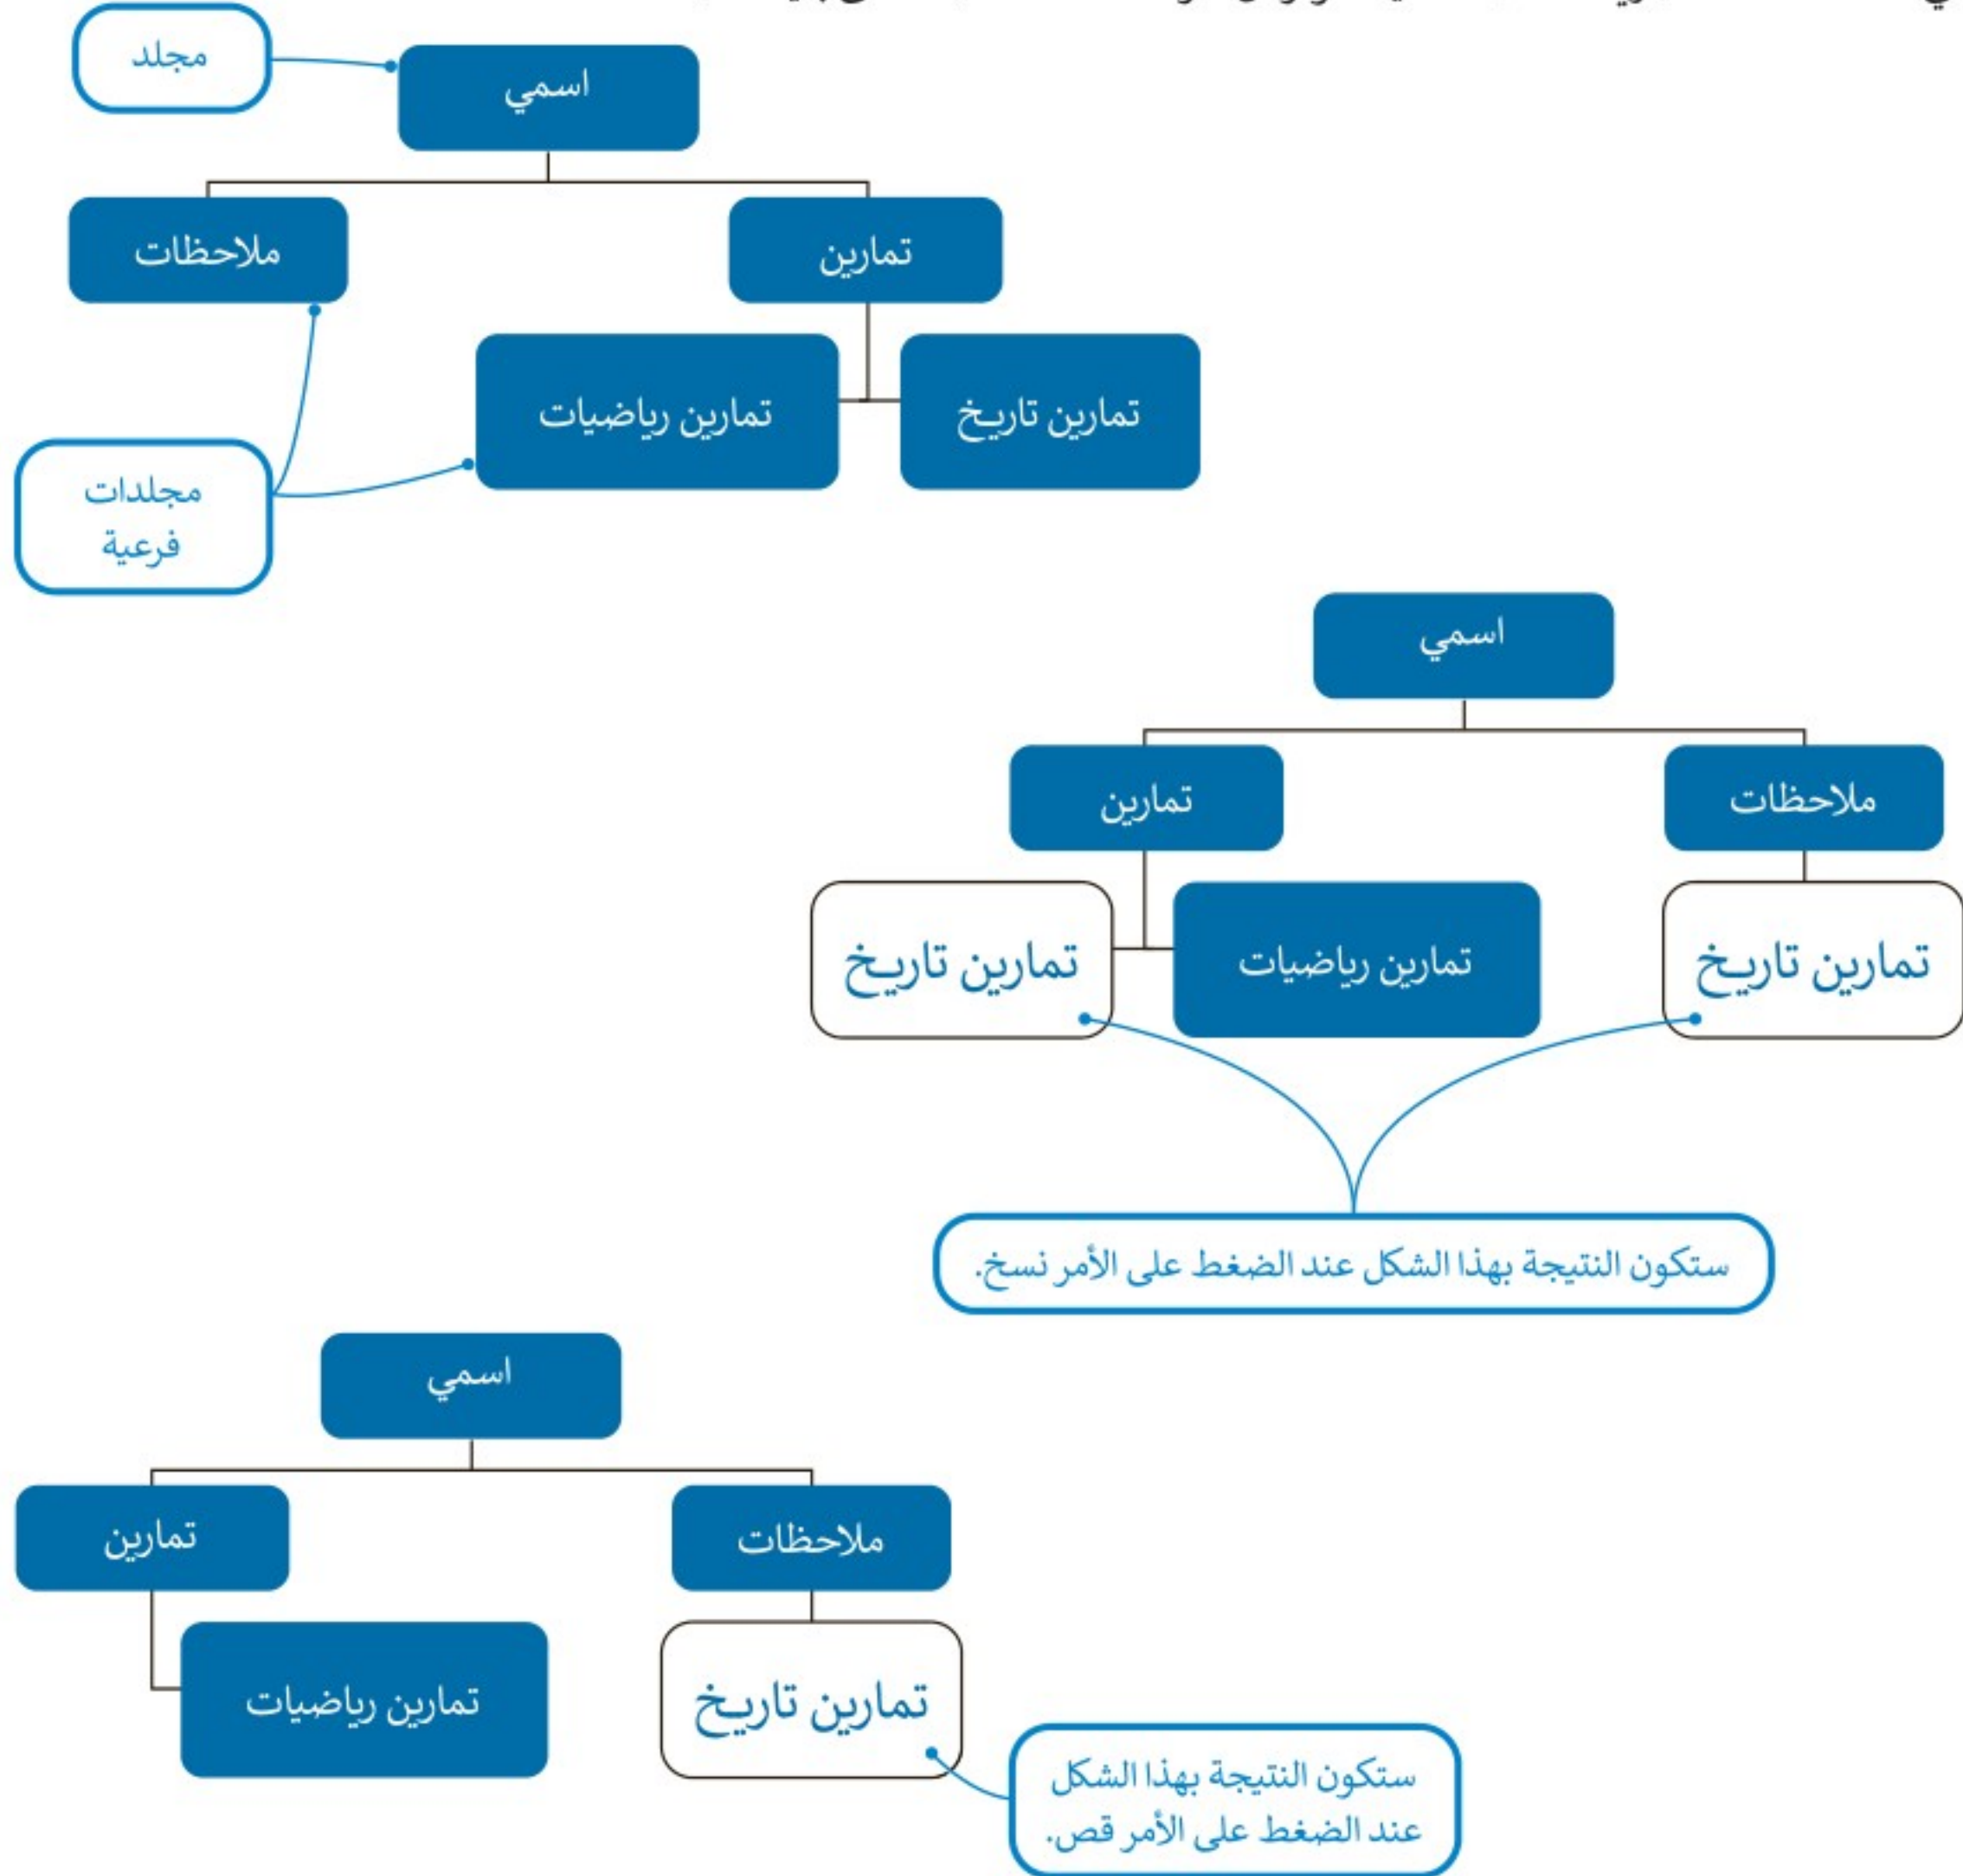 مجلد
اسمي
تمارين
ملاحظات
تمارين تاريخ
تمارين رياضيات
مجلدات
فرعية
اسمي
ملاحظات
تمارين
تمارين تاريخ
تمارين رياضيات
تمارين تاريخ
ستكون النتيجة بهذا الشكل عند الضغط على الأمر نسخ.
اسمي
ملاحظات
تمارين
تمارين تاريخ
تمارين رياضيات
ستكون النتيجة بهذا الشكل
عند الضغط على الأمر قص.